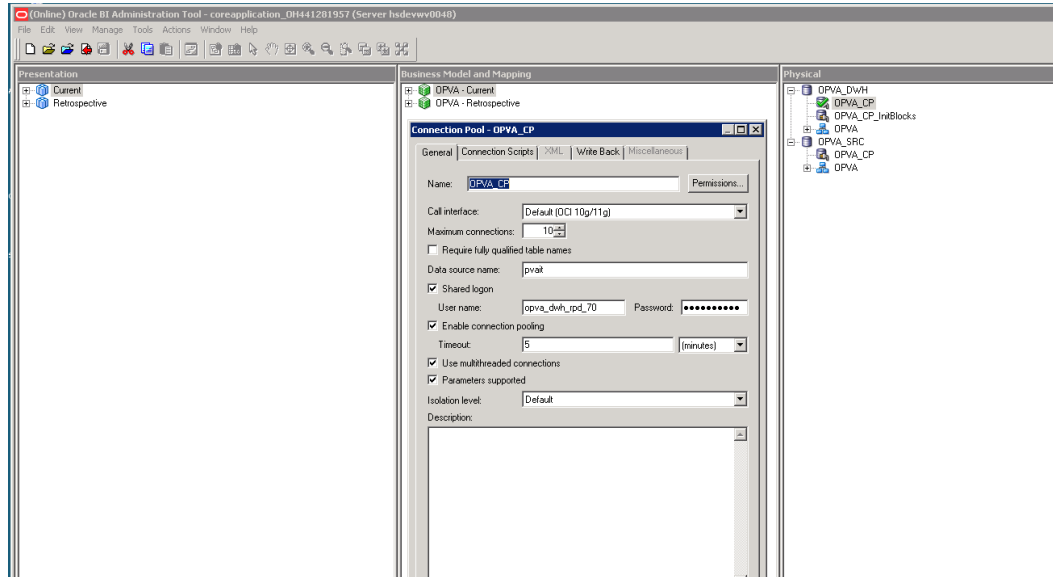 (Online) Oracle BI Administration Tool - coreapplication_OH441281957 (Server hsdevwv0048)
File Edit View Manage Tools Actions Window Help
Presentation
Current
Retrospective
Business Model and Mapping
OPVA - Current
OPVA - Retrospective
Connection Pool - OPVA_CP
General Connection Scripts XML Write Back Miscellaneous
Name: OPVA_CP Permissions...
Call interface: Default (OCI 10g/11g)
Maximum connections: 10
Require fully qualified table names
Data source name: pvait
Shared logon
User name: opva_dwh_rpd_70 Password: ●●●●●●●●●●
Enable connection pooling
Timeout: 5 (minutes)
Use multithreaded connections
Parameters supported
Isolation level: Default
Description:
Physical
OPVA_DWH
OPVA_CP
OPVA_CP_InitBlocks
OPVA
OPVA_SRC
OPVA_CP
OPVA